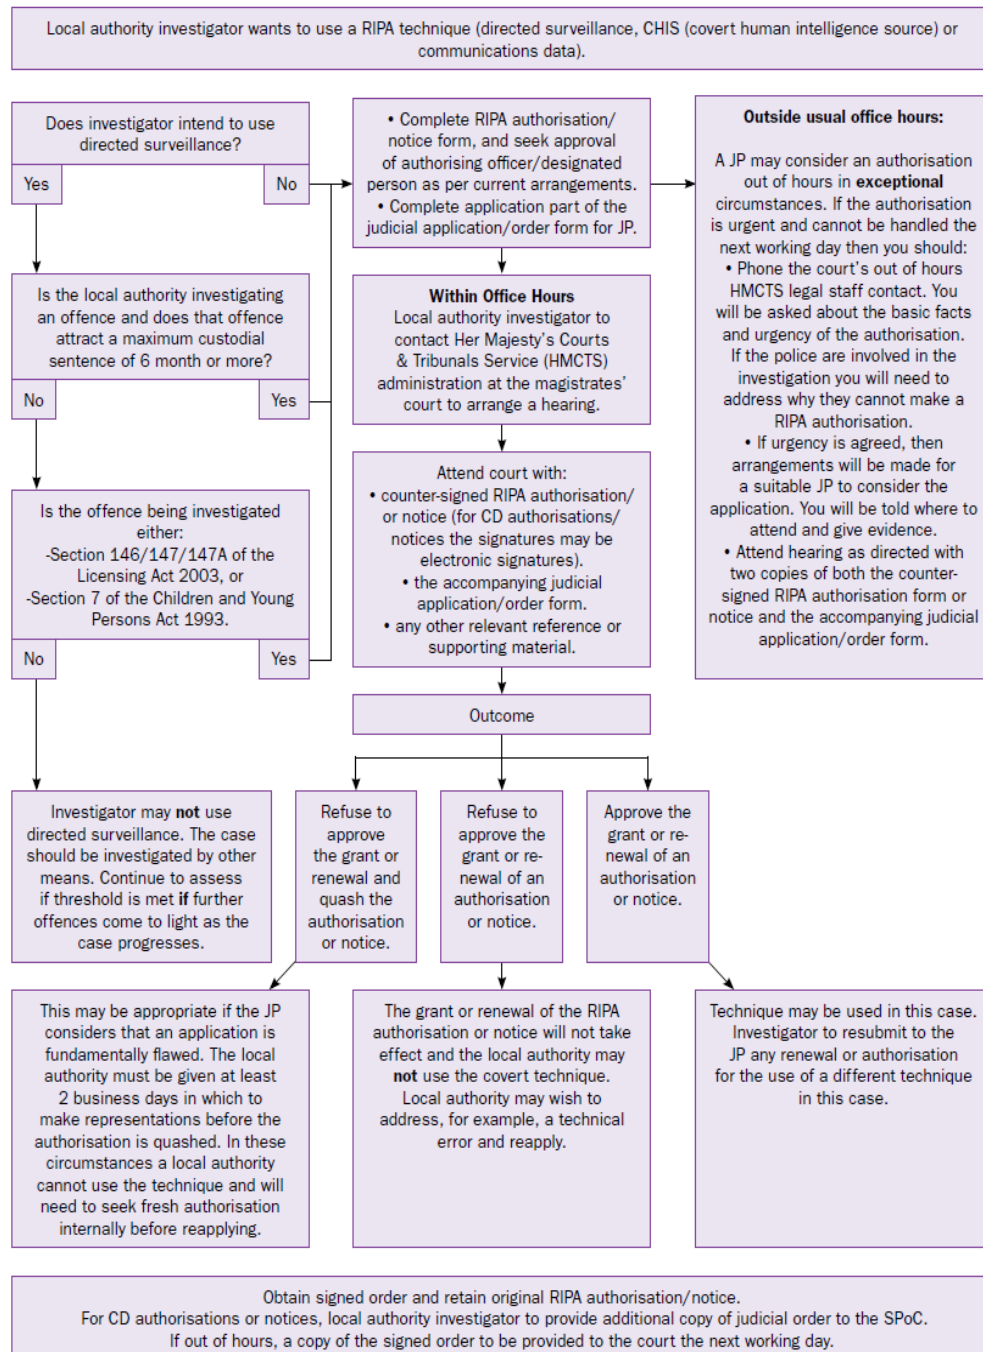 Local authority investigator wants to use a RIPA technique (directed surveillance, CHIS (covert human intelligence source) or
communications data).
Does investigator intend to use
directed surveillance?
Yes
No
Is the local authority investigating
an offence and does that offence
attract a maximum custodial
sentence of 6 month or more?
No
Yes
Is the offence being investigated
either:
-Section 146/147/147A of the
Licensing Act 2003, or
-Section 7 of the Children and Young
Persons Act 1993.
No
Yes
Investigator may not use
directed surveillance. The case
should be investigated by other
means. Continue to assess
if threshold is met if further
offences come to light as the
case progresses.
• Complete RIPA authorisation/
notice form, and seek approval
of authorising officer/designated
person as per current arrangements.
• Complete application part of the
judicial application/order form for JP.
Within Office Hours
Local authority investigator to
contact Her Majesty's Courts
& Tribunals Service (HMCTS)
administration at the magistrates'
court to arrange a hearing.
Attend court with:
• counter-signed RIPA authorisation/
or notice (for CD authorisations/
notices the signatures may be
electronic signatures).
• the accompanying judicial
application/order form.
• any other relevant reference or
supporting material.
Outside usual office hours:
A JP may consider an authorisation
out of hours in exceptional
circumstances. If the authorisation
is urgent and cannot be handled the
next working day then you should:
• Phone the court's out of hours
HMCTS legal staff contact. You
will be asked about the basic facts
and urgency of the authorisation.
If the police are involved in the
investigation you will need to
address why they cannot make a
RIPA authorisation.
• If urgency is agreed, then
arrangements will be made for
a suitable JP to consider the
application. You will be told where to
attend and give evidence.
• Attend hearing as directed with
two copies of both the counter-
signed RIPA authorisation form or
notice and the accompanying judicial
application/order form.
Outcome
Refuse to
approve
the grant or
renewal and
quash the
authorisation
or notice.
Refuse to
approve the
grant or re-
newal of an
authorisation
or notice.
Approve the
grant or re-
newal of an
authorisation
or notice.
This may be appropriate if the JP
considers that an application is
fundamentally flawed. The local
authority must be given at least
2 business days in which to
make representations before the
authorisation is quashed. In these
circumstances a local authority
cannot use the technique and will
need to seek fresh authorisation
internally before reapplying.
The grant or renewal of the RIPA
authorisation or notice will not take
effect and the local authority may
not use the covert technique.
Local authority may wish to
address, for example, a technical
error and reapply.
Technique may be used in this case.
Investigator to resubmit to the
JP any renewal or authorisation
for the use of a different technique
in this case.
Obtain signed order and retain original RIPA authorisation/notice.
For CD authorisations or notices, local authority investigator to provide additional copy of judicial order to the SPoC.
If out of hours, a copy of the signed order to be provided to the court the next working day.